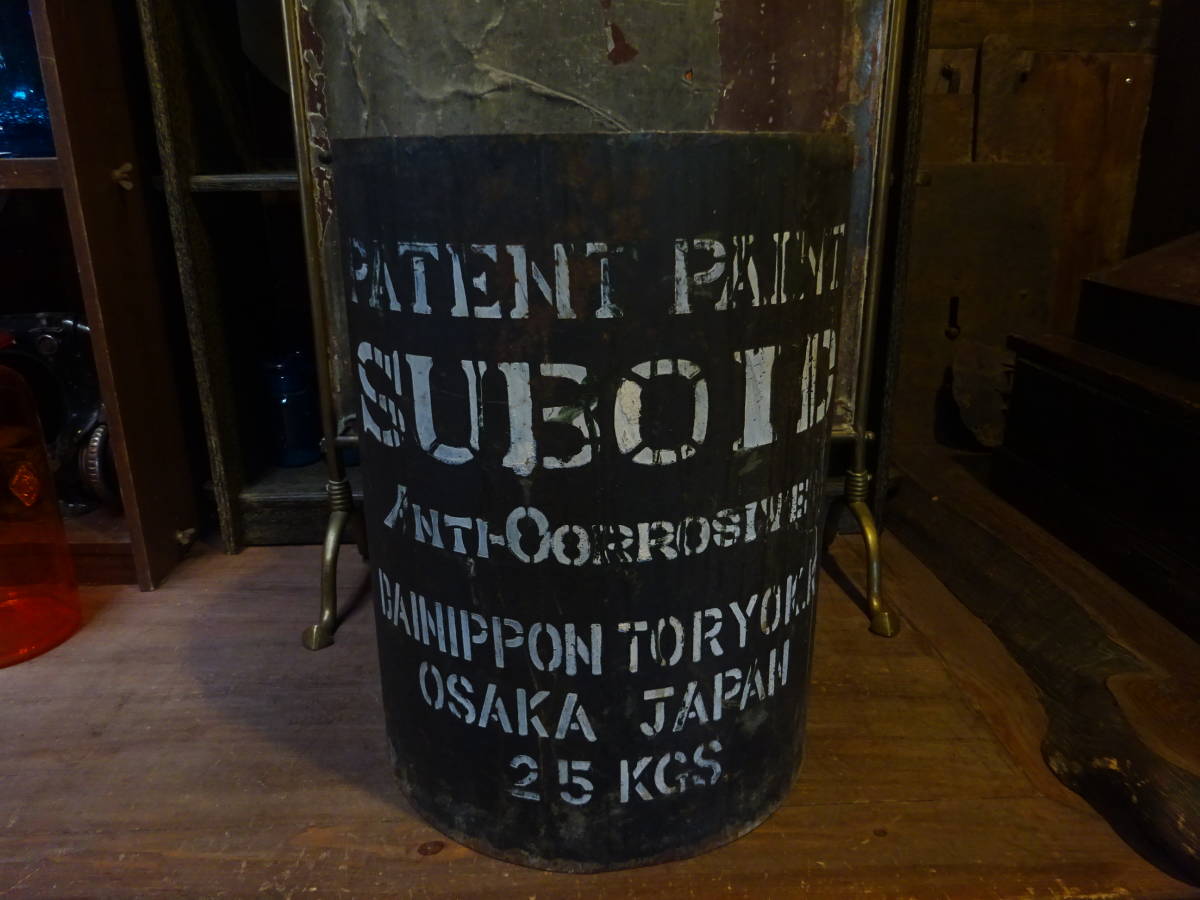 PATENT PAINT
SUBOID
ANTI-CORROSIVE
DAINIPPON TORYO K.K
OSAKA JAPAN
25 KGS